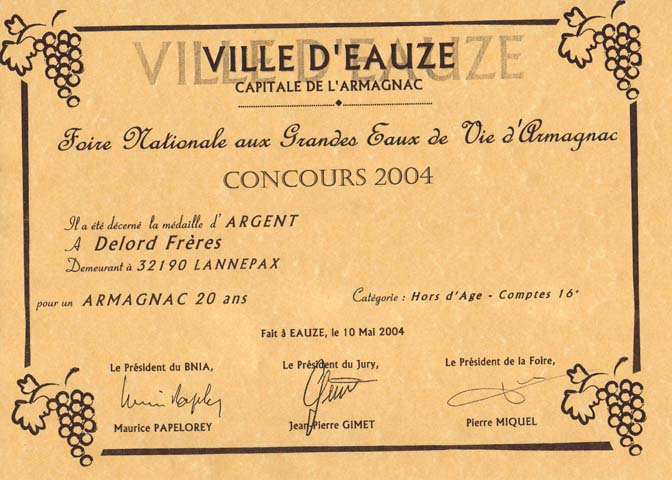 VILLE D'EAUZE
CAPITALE DE L'ARMAGNAC
Foire Nationale aux Grandes Eaux de Vie d'Armagnac
CONCOURS 2004
Il a été décerné la médaille d' ARGENT
A Delord Frères
Demeurant à 32190 LANNEPAX
pour un ARMAGNAC 20 ans
Catégorie : Hors d'Age - Comptes 16+
Fait à EAUZE, le 10 Mai 2004
Le Président du BNIA, Le Président du Jury, Le Président de la Foire,
Maurice PAPELOREY Jean-Pierre GIMET Pierre MIQUEL